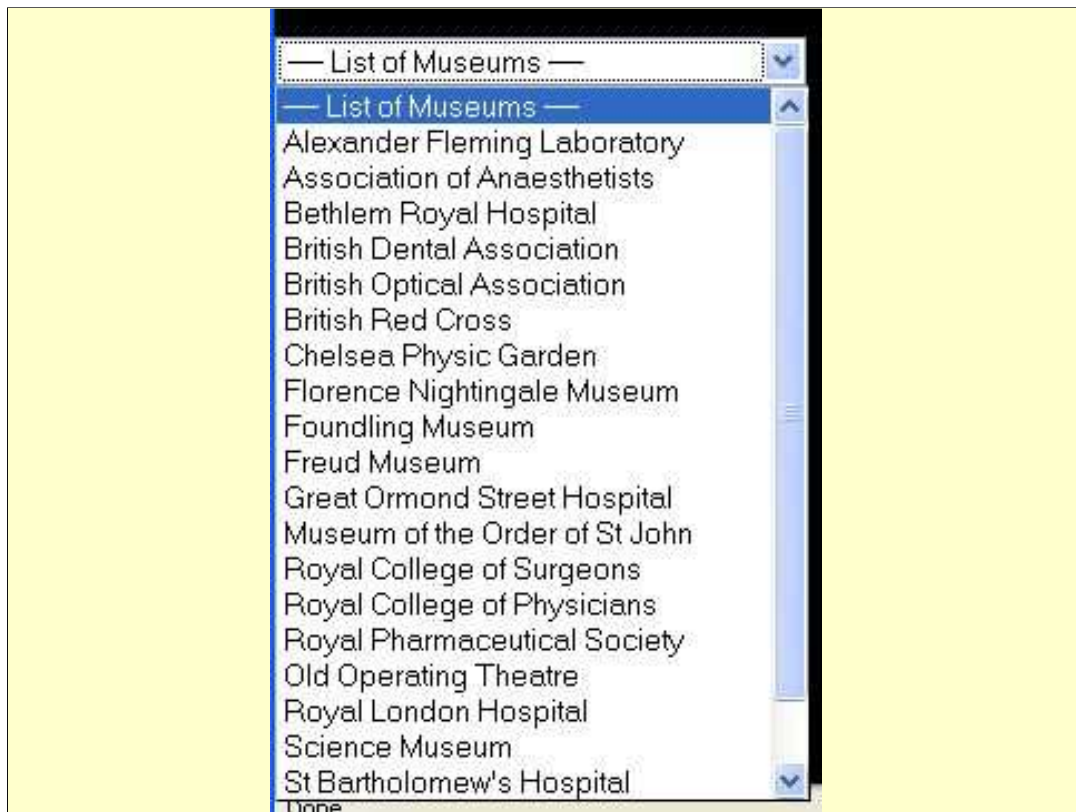 — List of Museums —
— List of Museums —
Alexander Fleming Laboratory
Association of Anaesthetists
Bethlem Royal Hospital
British Dental Association
British Optical Association
British Red Cross
Chelsea Physic Garden
Florence Nightingale Museum
Foundling Museum
Freud Museum
Great Ormond Street Hospital
Museum of the Order of St John
Royal College of Surgeons
Royal College of Physicians
Royal Pharmaceutical Society
Old Operating Theatre
Royal London Hospital
Science Museum
St Bartholomew's Hospital
Done